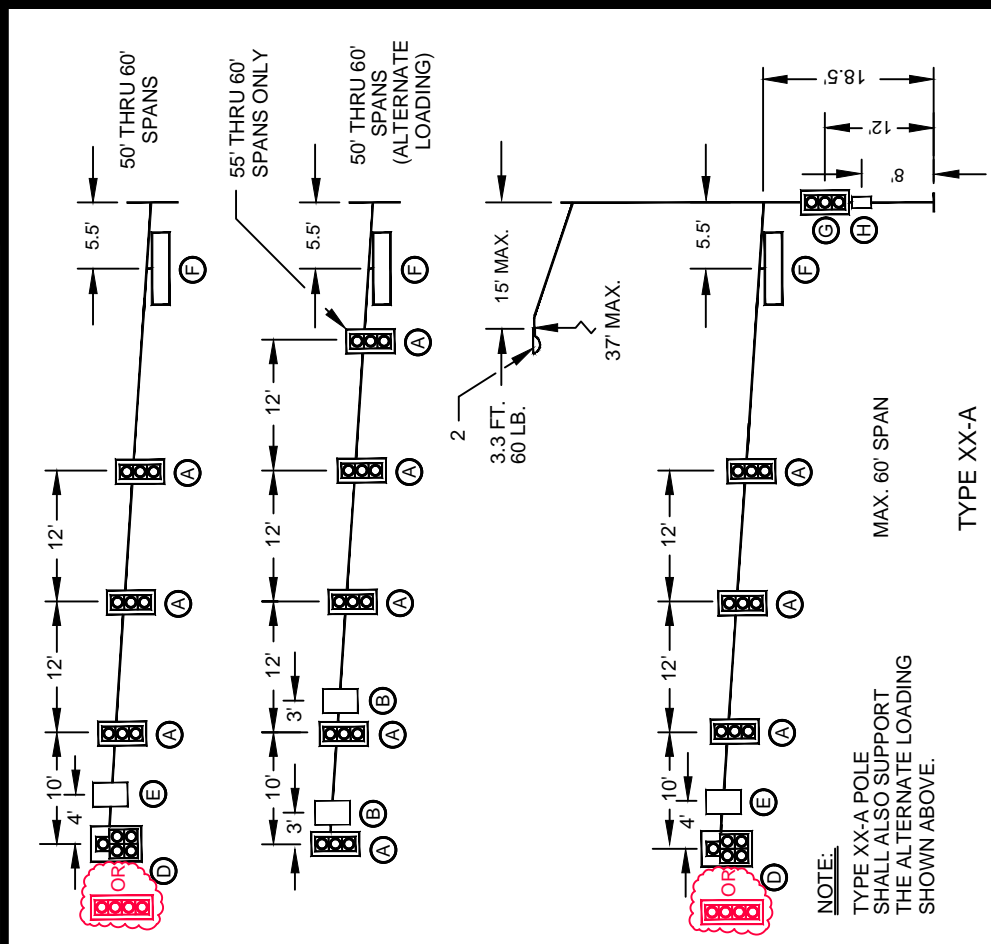 50' THRU 60'
SPANS
5.5'
F
12'
A
12'
A
10'
A
4'
E
D
OR
55' THRU 60'
SPANS ONLY
50' THRU 60'
SPANS
(ALTERNATE
LOADING)
5.5'
F
A
12'
A
12'
A
12'
3'
B
A
10'
3'
B
A
15' MAX.
37' MAX.
2
3.3 FT.
60 LB.
18.5'
12'
8'
G
H
5.5'
F
12'
A
12'
A
10'
A
4'
E
D
OR
MAX. 60' SPAN
TYPE XX-A
NOTE:
TYPE XX-A POLE
SHALL ALSO SUPPORT
THE ALTERNATE LOADING
SHOWN ABOVE.